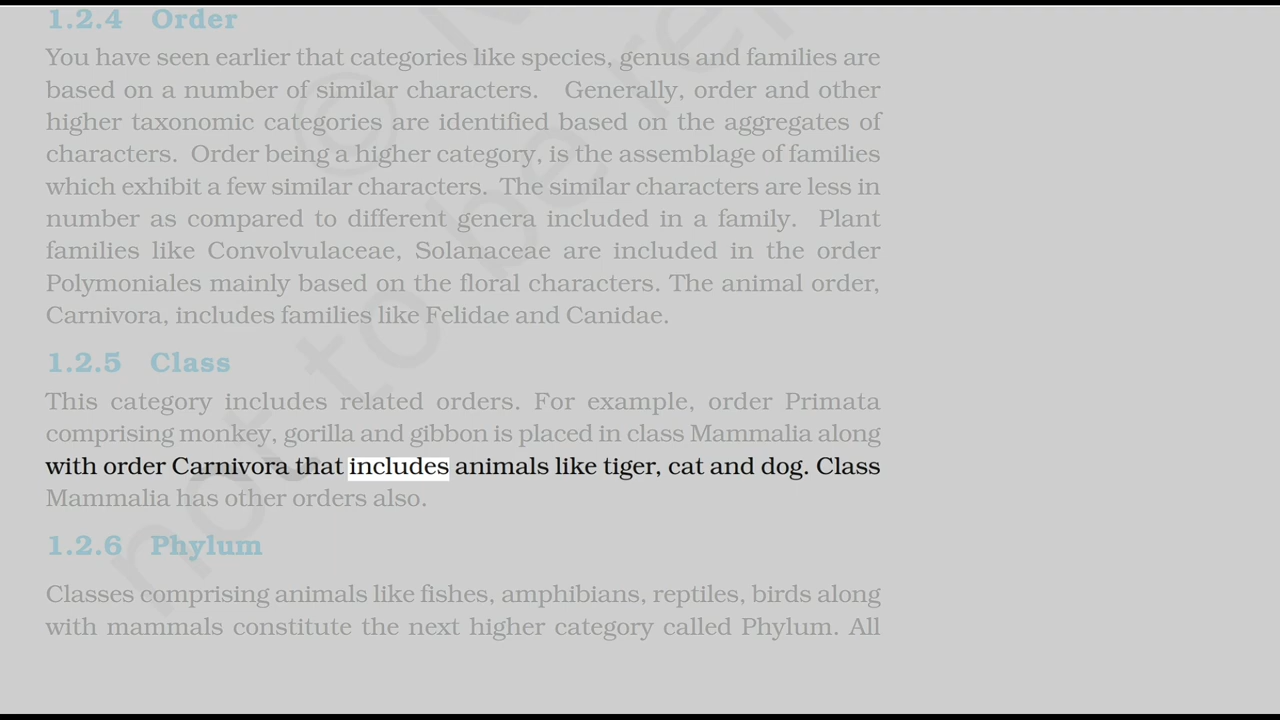 1.2.4 Order
You have seen earlier that categories like species, genus and families are
based on a number of similar characters. Generally, order and other
higher taxonomic categories are identified based on the aggregates of
characters. Order being a higher category, is the assemblage of families
which exhibit a few similar characters. The similar characters are less in
number as compared to different genera included in a family. Plant
families like Convolvulaceae, Solanaceae are included in the order
Polymoniales mainly based on the floral characters. The animal order,
Carnivora, includes families like Felidae and Canidae.
1.2.5 Class
This category includes related orders. For example, order Primata
comprising monkey, gorilla and gibbon is placed in class Mammalia along
with order Carnivora that includes animals like tiger, cat and dog. Class
Mammalia has other orders also.
1.2.6 Phylum
Classes comprising animals like fishes, amphibians, reptiles, birds along
with mammals constitute the next higher category called Phylum. All
©
not to be re